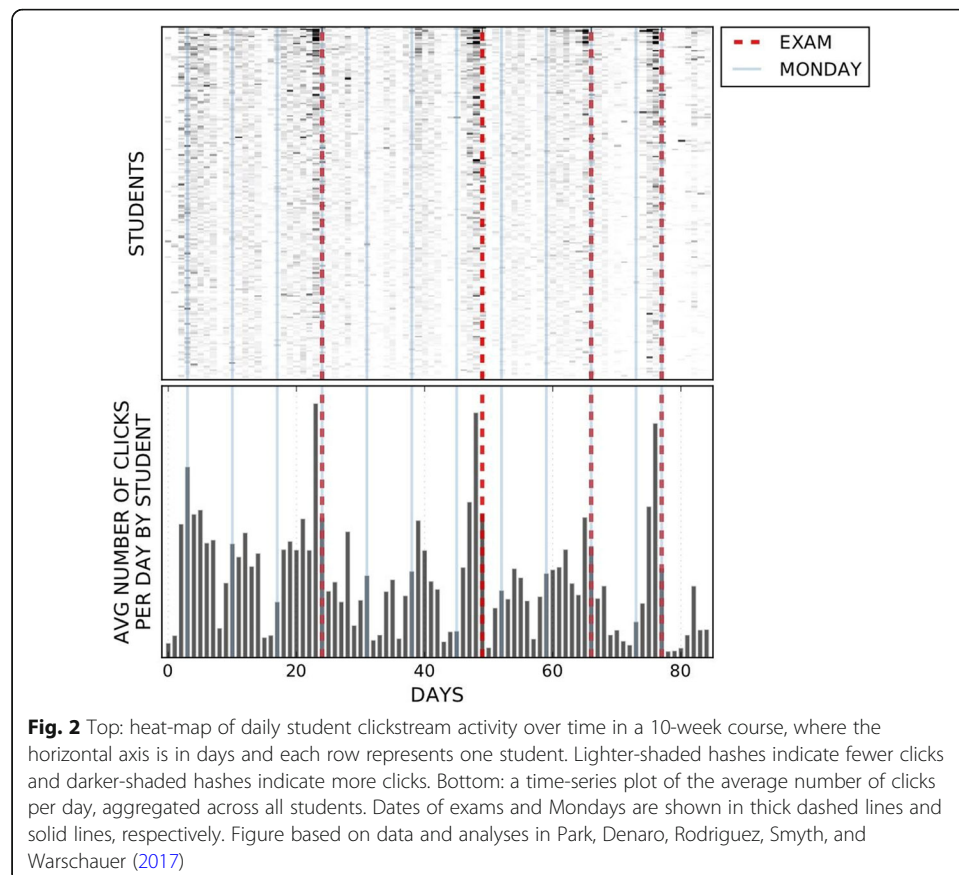 EXAM
MONDAY
STUDENTS
AVG NUMBER OF CLICKS
PER DAY BY STUDENT
0 20 40 60 80
DAYS
Fig. 2 Top: heat-map of daily student clickstream activity over time in a 10-week course, where the
horizontal axis is in days and each row represents one student. Lighter-shaded hashes indicate fewer clicks
and darker-shaded hashes indicate more clicks. Bottom: a time-series plot of the average number of clicks
per day, aggregated across all students. Dates of exams and Mondays are shown in thick dashed lines and
solid lines, respectively. Figure based on data and analyses in Park, Denaro, Rodriguez, Smyth, and
Warschauer (2017)